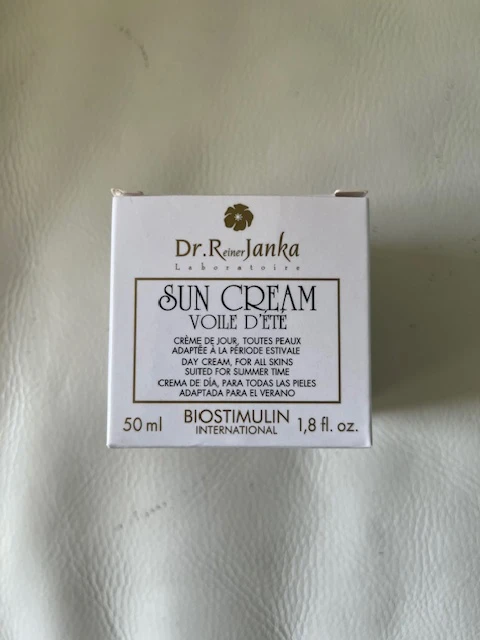 Dr. Reiner Janka
Laboratoire
SUN CREAM
VOILE D'ÉTÉ
CRÈME DE JOUR, TOUTES PEAUX
ADAPTÉE À LA PÉRIODE ESTIVALE
DAY CREAM, FOR ALL SKINS
SUITED FOR SUMMER TIME
CREMA DE DÍA, PARA TODAS LAS PIELES
ADAPTADA PARA EL VERANO
50 ml BIOSTIMULIN 1,8 fl. oz.
INTERNATIONAL